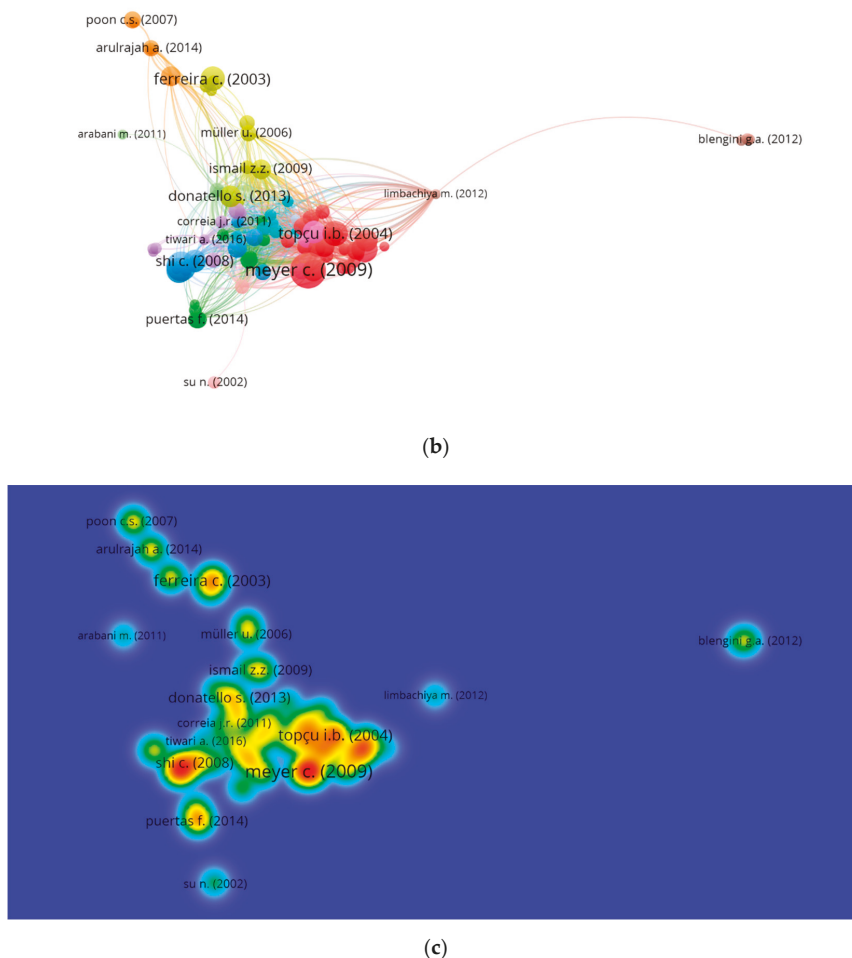 poon c.s. (2007)
arulrajah a. (2014)
ferreira c. (2003)
arabani m. (2011)
müller u. (2006)
blengini g.a. (2012)
ismail z.z. (2009)
donatello s. (2013)
limbachiya m. (2012)
correia j.r. (2011)
topçu i.b. (2004)
tiwari a. (2016)
shi c. (2008)
meyer c. (2009)
puertas f. (2014)
su n. (2002)
(b)
poon c.s. (2007)
arulrajah a. (2014)
ferreira c. (2003)
arabani m. (2011)
müller u. (2006)
blengini g.a. (2012)
ismail z.z. (2009)
donatello s. (2013)
limbachiya m. (2012)
correia j.r. (2011)
topçu i.b. (2004)
tiwari a. (2016)
shi c. (2008)
meyer c. (2009)
puertas f. (2014)
su n. (2002)
(c)